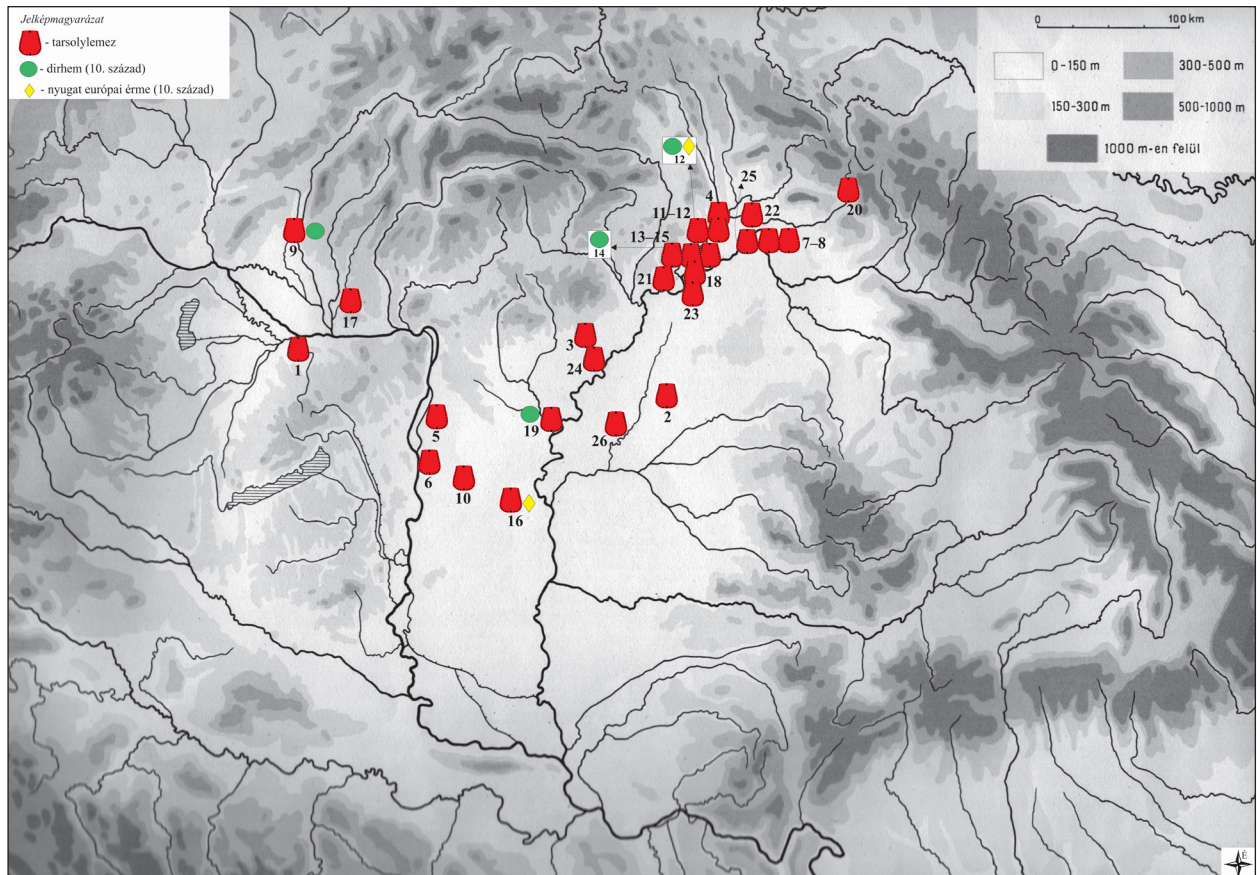 Jelképmagyarázat
- tarsolylemez
- dirhem (10. század)
- nyugat európai érme (10. század)
0 100 km
0-150 m 300-500 m
150-300 m 500-1000 m
1000 m-en felül
12
25
4
20
11–12
22
9
13–15
14
7–8
21
18
17
23
3
1
24
2
5
19
26
6
10
16
É